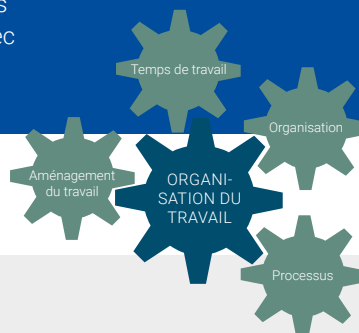 s
ec
Temps de travail
Organisation
Aménagement
du travail
ORGANI-
SATION DU
TRAVAIL
Processus